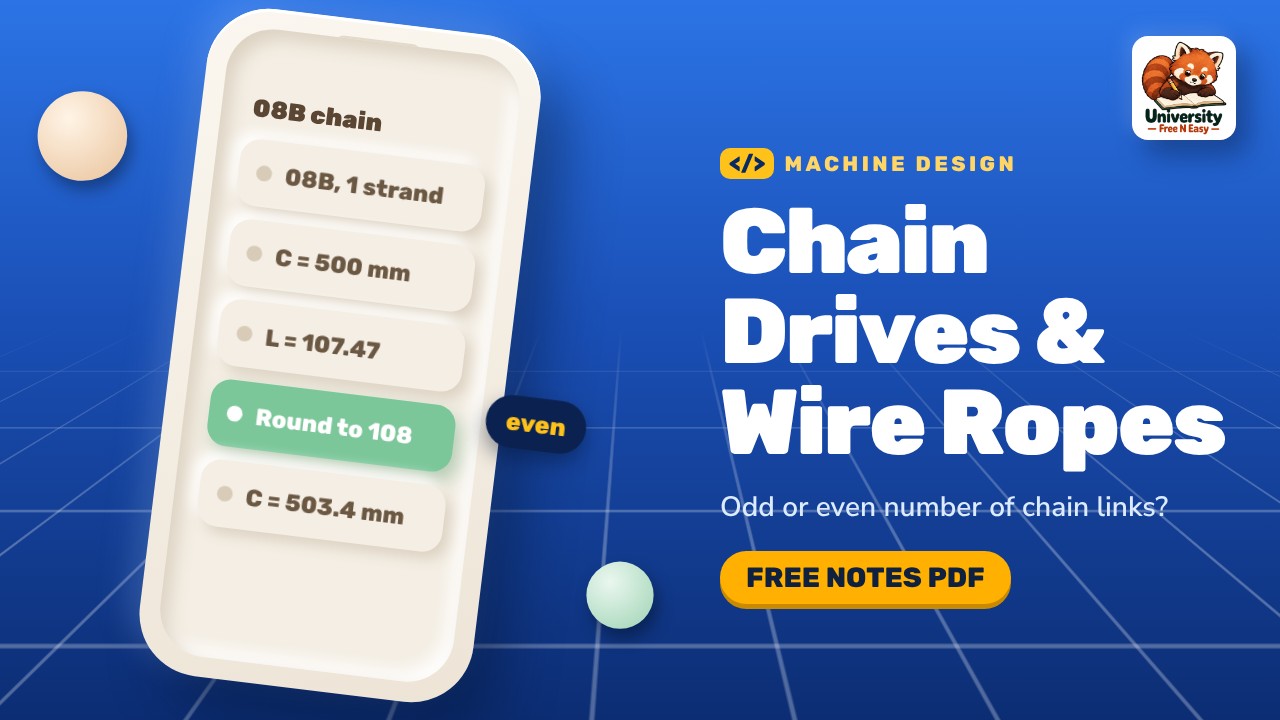 08B chain
08B, 1 strand
C = 500 mm
L = 107.47
Round to 108
even
C = 503.4 mm
University
Free N Easy
</> MACHINE DESIGN
Chain
Drives &
Wire Ropes
Odd or even number of chain links?
FREE NOTES PDF